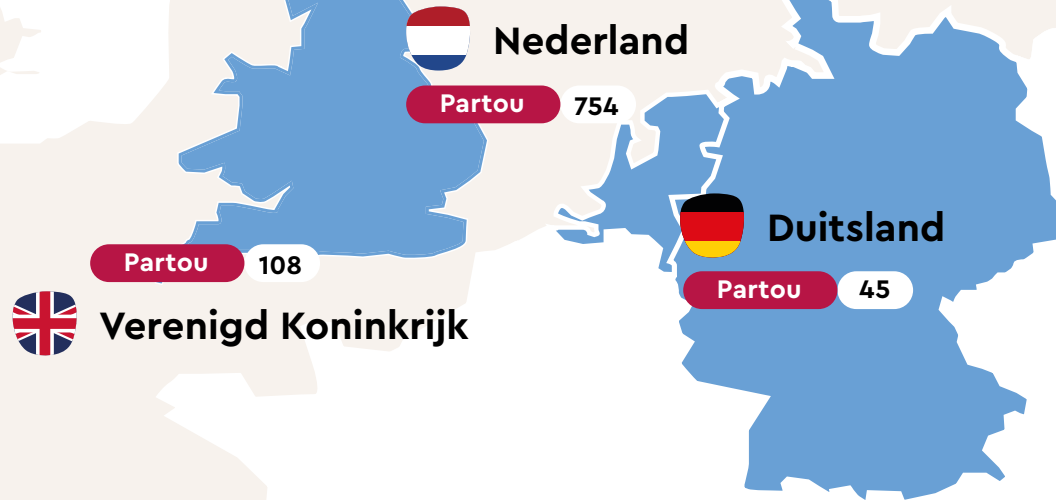 Nederland
Partou 754
Duitsland
Partou 45
Partou 108
Verenigd Koninkrijk